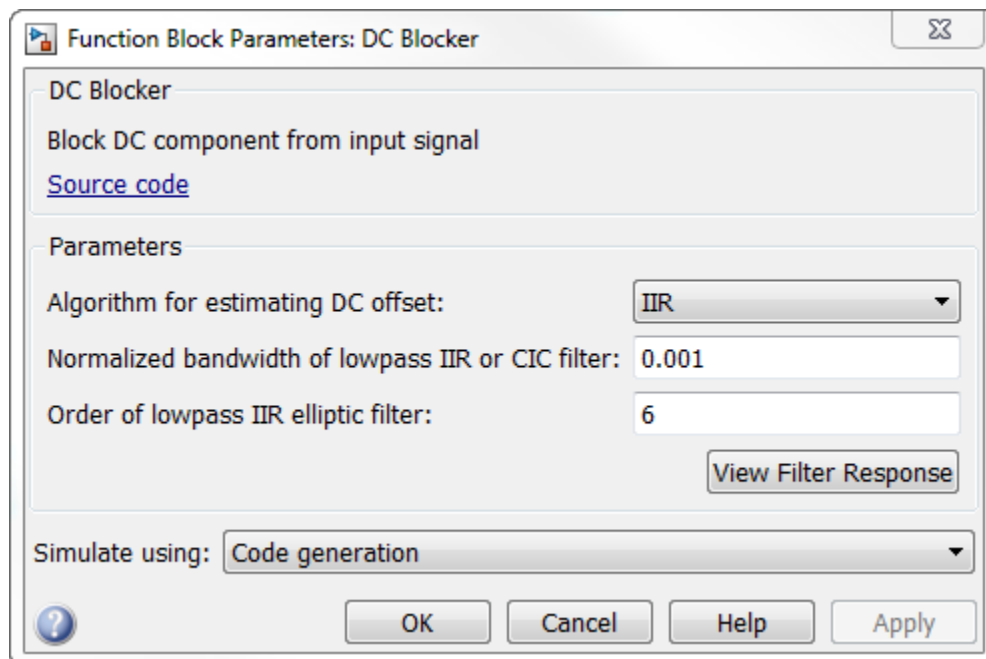 Function Block Parameters: DC Blocker
DC Blocker
Block DC component from input signal
Source code
Parameters
Algorithm for estimating DC offset: IIR
Normalized bandwidth of lowpass IIR or CIC filter: 0.001
Order of lowpass IIR elliptic filter: 6
View Filter Response
Simulate using: Code generation
? OK Cancel Help Apply